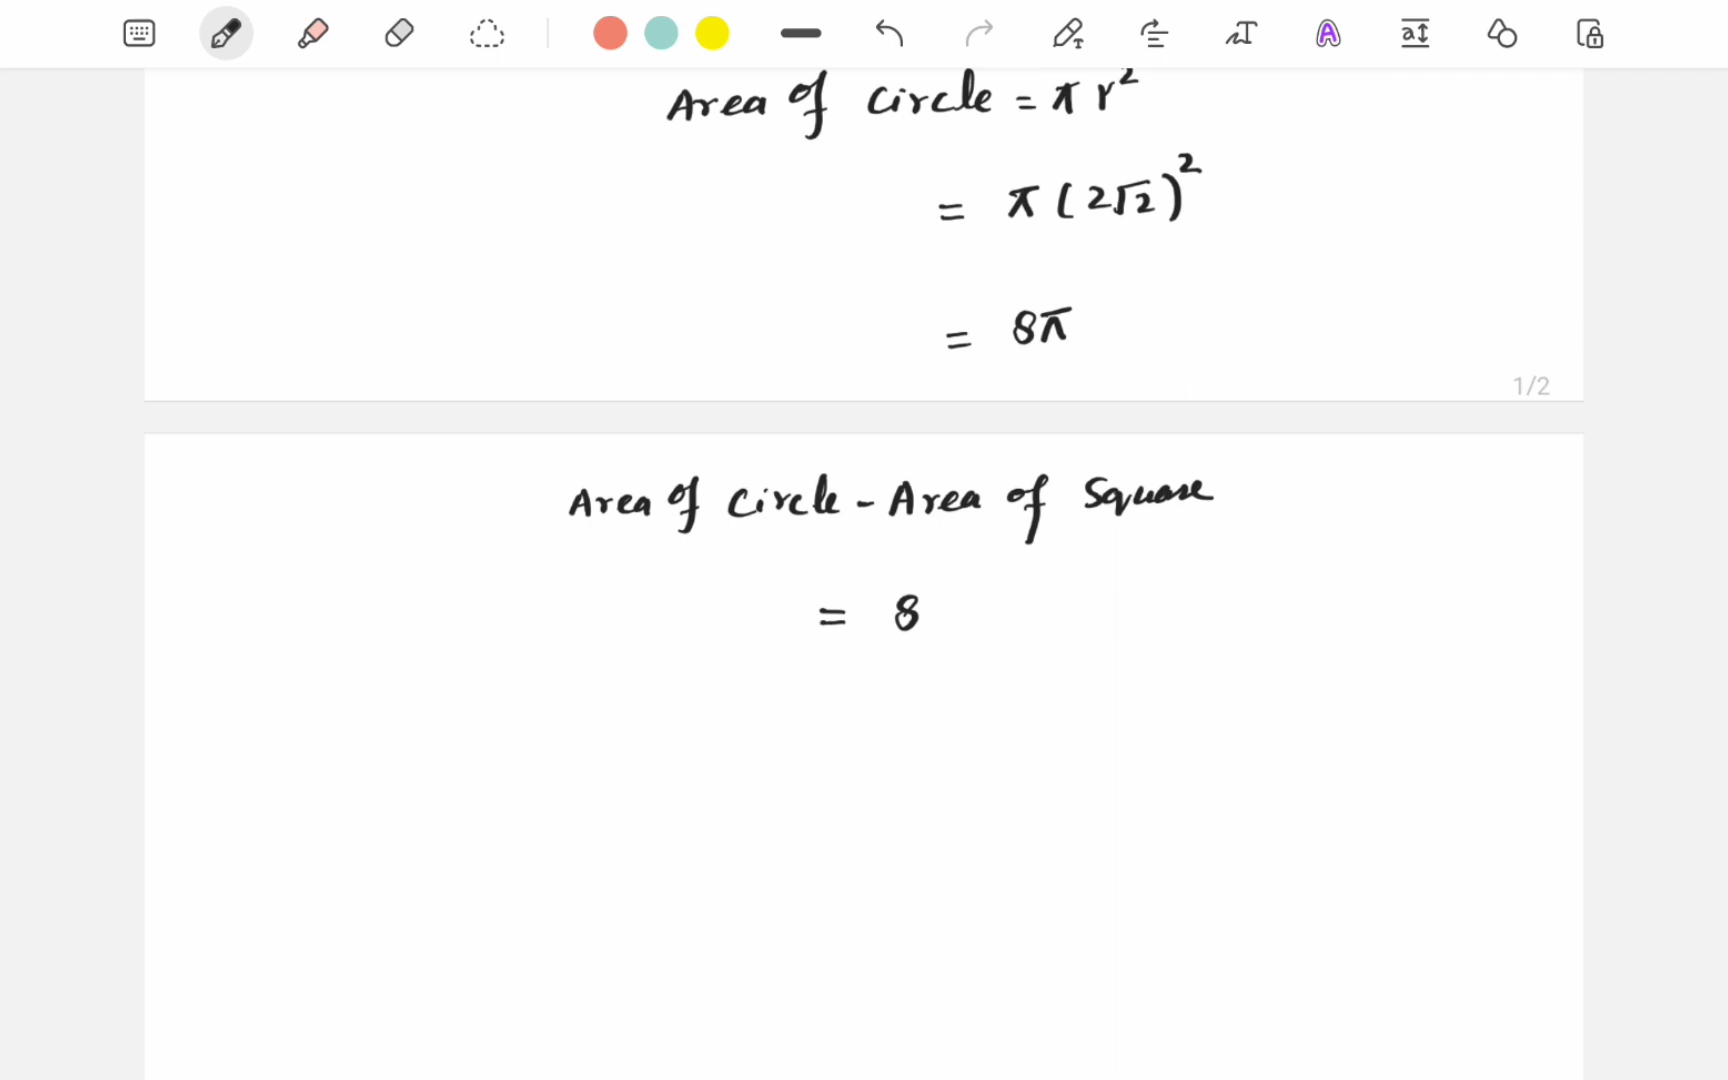 Area of Circle = π r²
= π (2√2)²
= 8π
1/2
Area of Circle - Area of Square
= 8